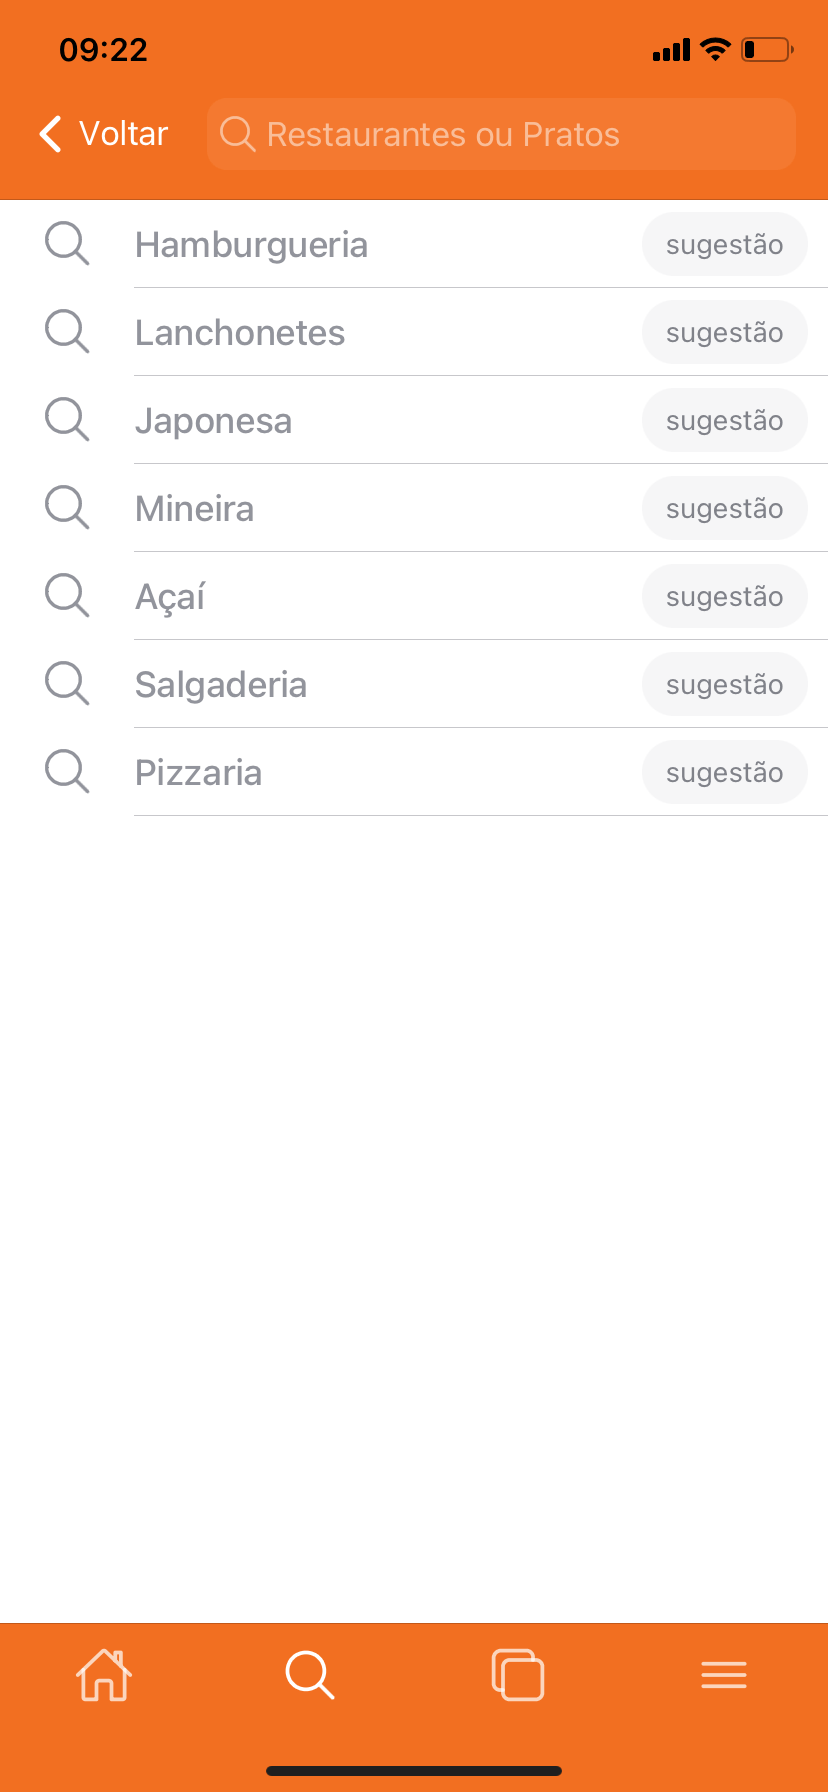 09:22
Voltar
Restaurantes ou Pratos
Hamburgueria sugestão
Lanchonetes sugestão
Japonesa sugestão
Mineira sugestão
Açaí sugestão
Salgaderia sugestão
Pizzaria sugestão